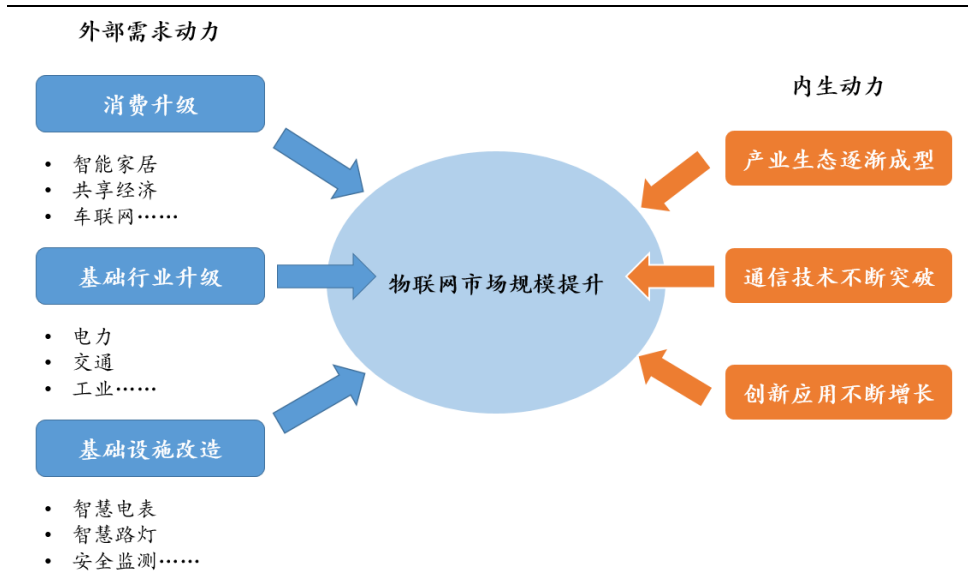 外部需求动力
消费升级
• 智能家居
• 共享经济
• 车联网……
基础行业升级
• 电力
• 交通
• 工业……
基础设施改造
• 智慧电表
• 智慧路灯
• 安全监测……
物联网市场规模提升
内生动力
产业生态逐渐成型
通信技术不断突破
创新应用不断增长